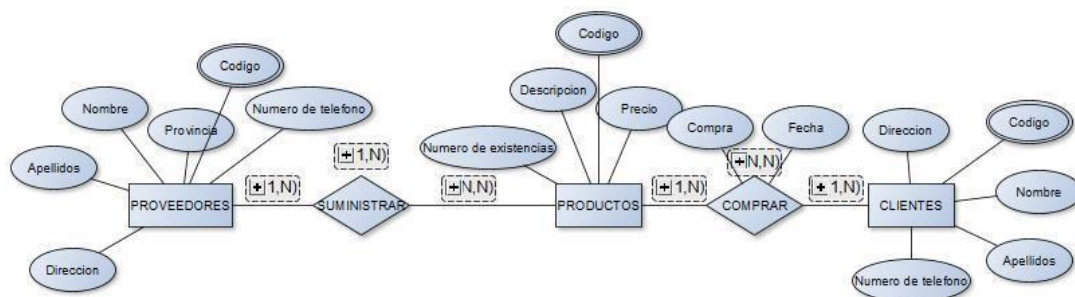 Codigo
Codigo
Nombre
Numero de telefono
Descripcion
Precio
Provincia
Compra
Fecha
Direccion
Codigo
Numero de existencias
1,N)
N,N)
Apellidos
1,N)
N,N)
1,N)
1,N)
Nombre
PROVEEDORES
SUMINISTRAR
PRODUCTOS
COMPRAR
CLIENTES
Direccion
Numero de telefono
Apellidos